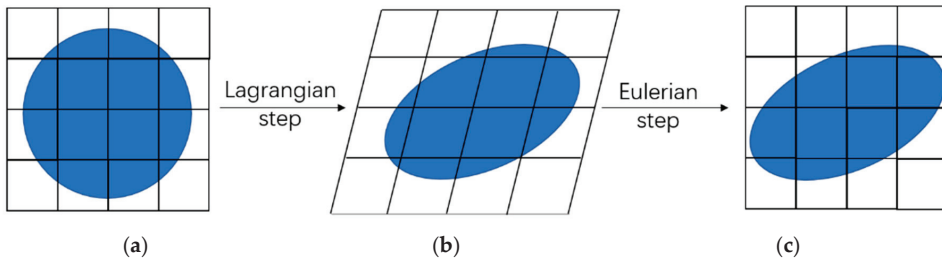 Lagrangian
step
Eulerian
step
(a)
(b)
(c)